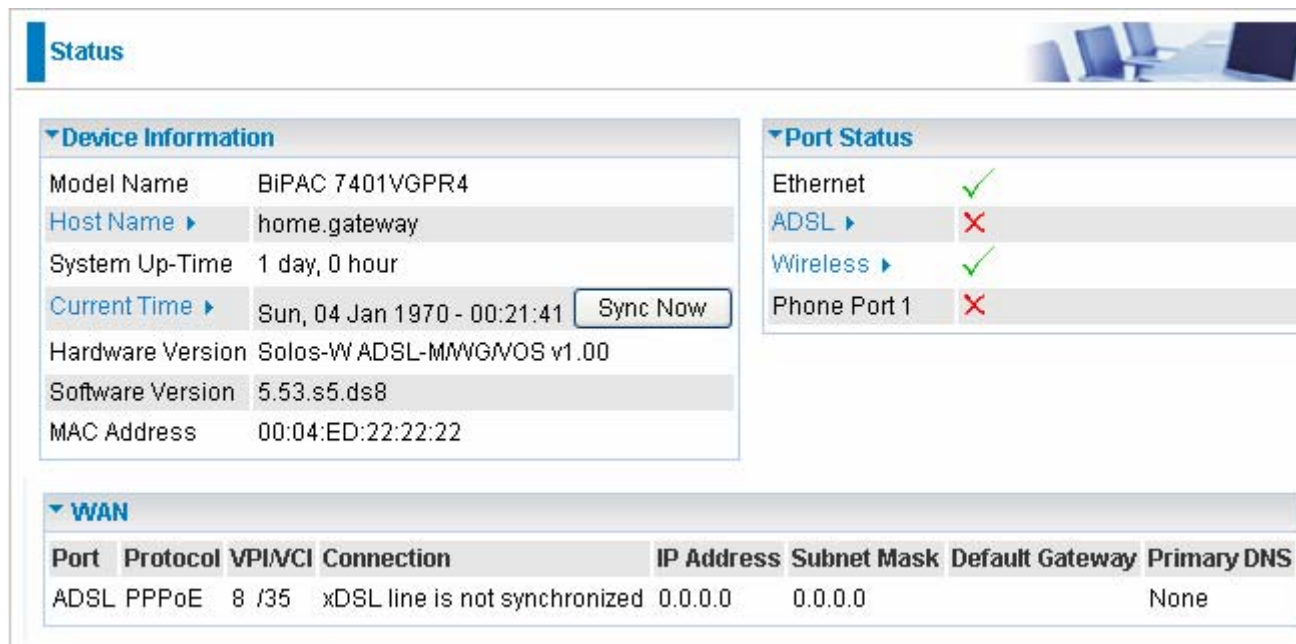 Status
Device Information
Model Name BiPAC 7401VGPR4
Host Name home.gateway
System Up-Time 1 day, 0 hour
Current Time Sun, 04 Jan 1970 - 00:21:41 Sync Now
Hardware Version Solos-W ADSL-M/WG/VOS v1.00
Software Version 5.53.s5.ds8
MAC Address 00:04:ED:22:22:22
Port Status
Ethernet
ADSL
Wireless
Phone Port 1
WAN
Port Protocol VPI/VCI Connection IP Address Subnet Mask Default Gateway Primary DNS
ADSL PPPoE 8 /35 xDSL line is not synchronized 0.0.0.0 0.0.0.0 None